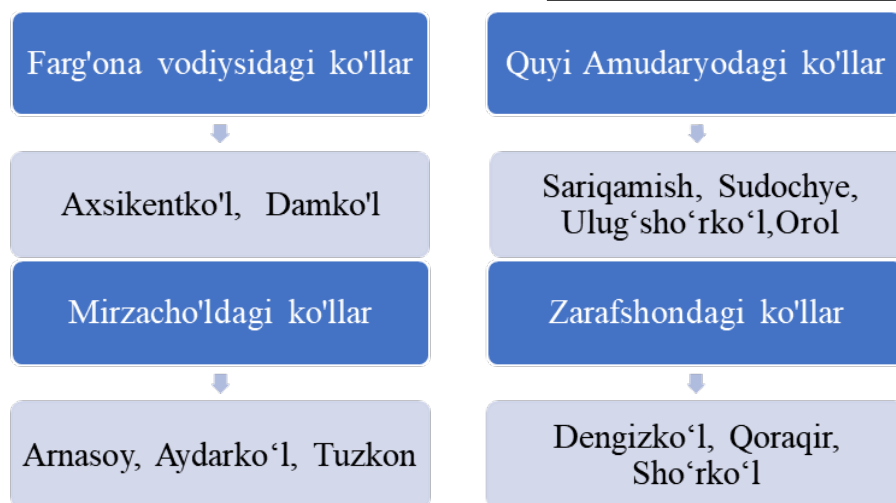 Farg'ona vodiysidagi ko'llar
Axsikentko'l, Damko'l
Quyi Amudaryodagi ko'llar
Sariqamish, Sudochye,
Ulug‘sho‘rko‘l,Orol
Mirzacho'ldagi ko'llar
Arnasoy, Aydarko‘l, Tuzkon
Zarafshondagi ko'llar
Dengizko‘l, Qoraqir,
Sho‘rko‘l